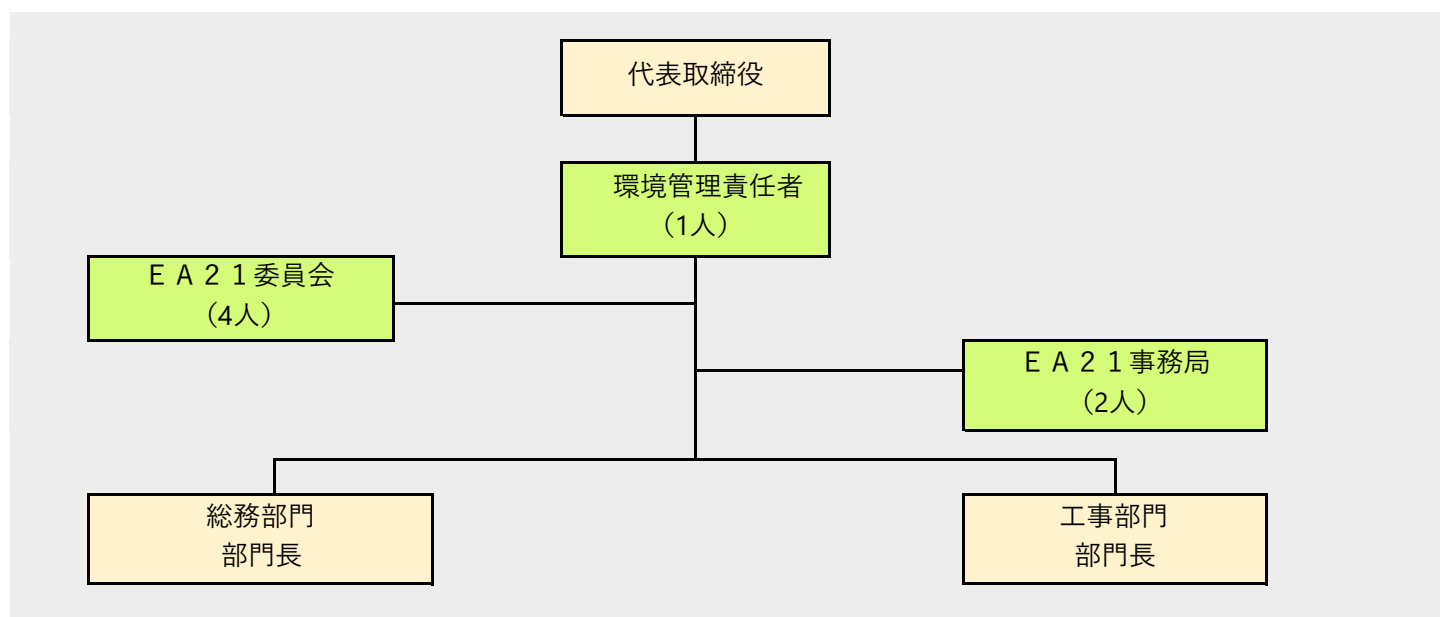 代表取締役
環境管理責任者
（1人）
ＥＡ２１委員会
（4人）
ＥＡ２１事務局
（2人）
総務部門
部門長
工事部門
部門長